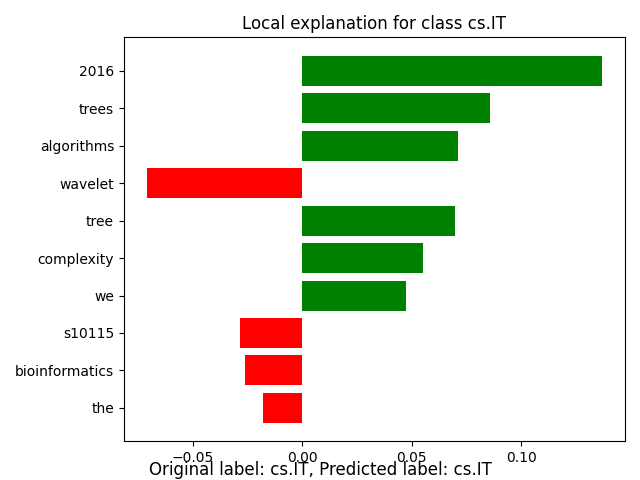 Local explanation for class cs.IT
2016
trees
algorithms
wavelet
tree
complexity
we
s10115
bioinformatics
the
−0.05 0.00 0.05 0.10
Original label: cs.IT, Predicted label: cs.IT